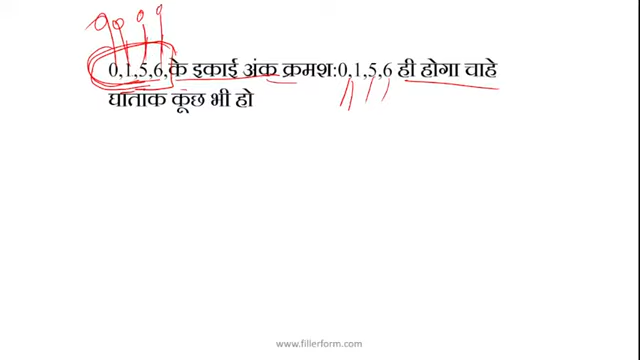 0,1,5,6,के इकाई अंक क्रमश:0,1,5,6 ही होगा चाहे
घाताक कूंछ भी हो
www.fillerform.com